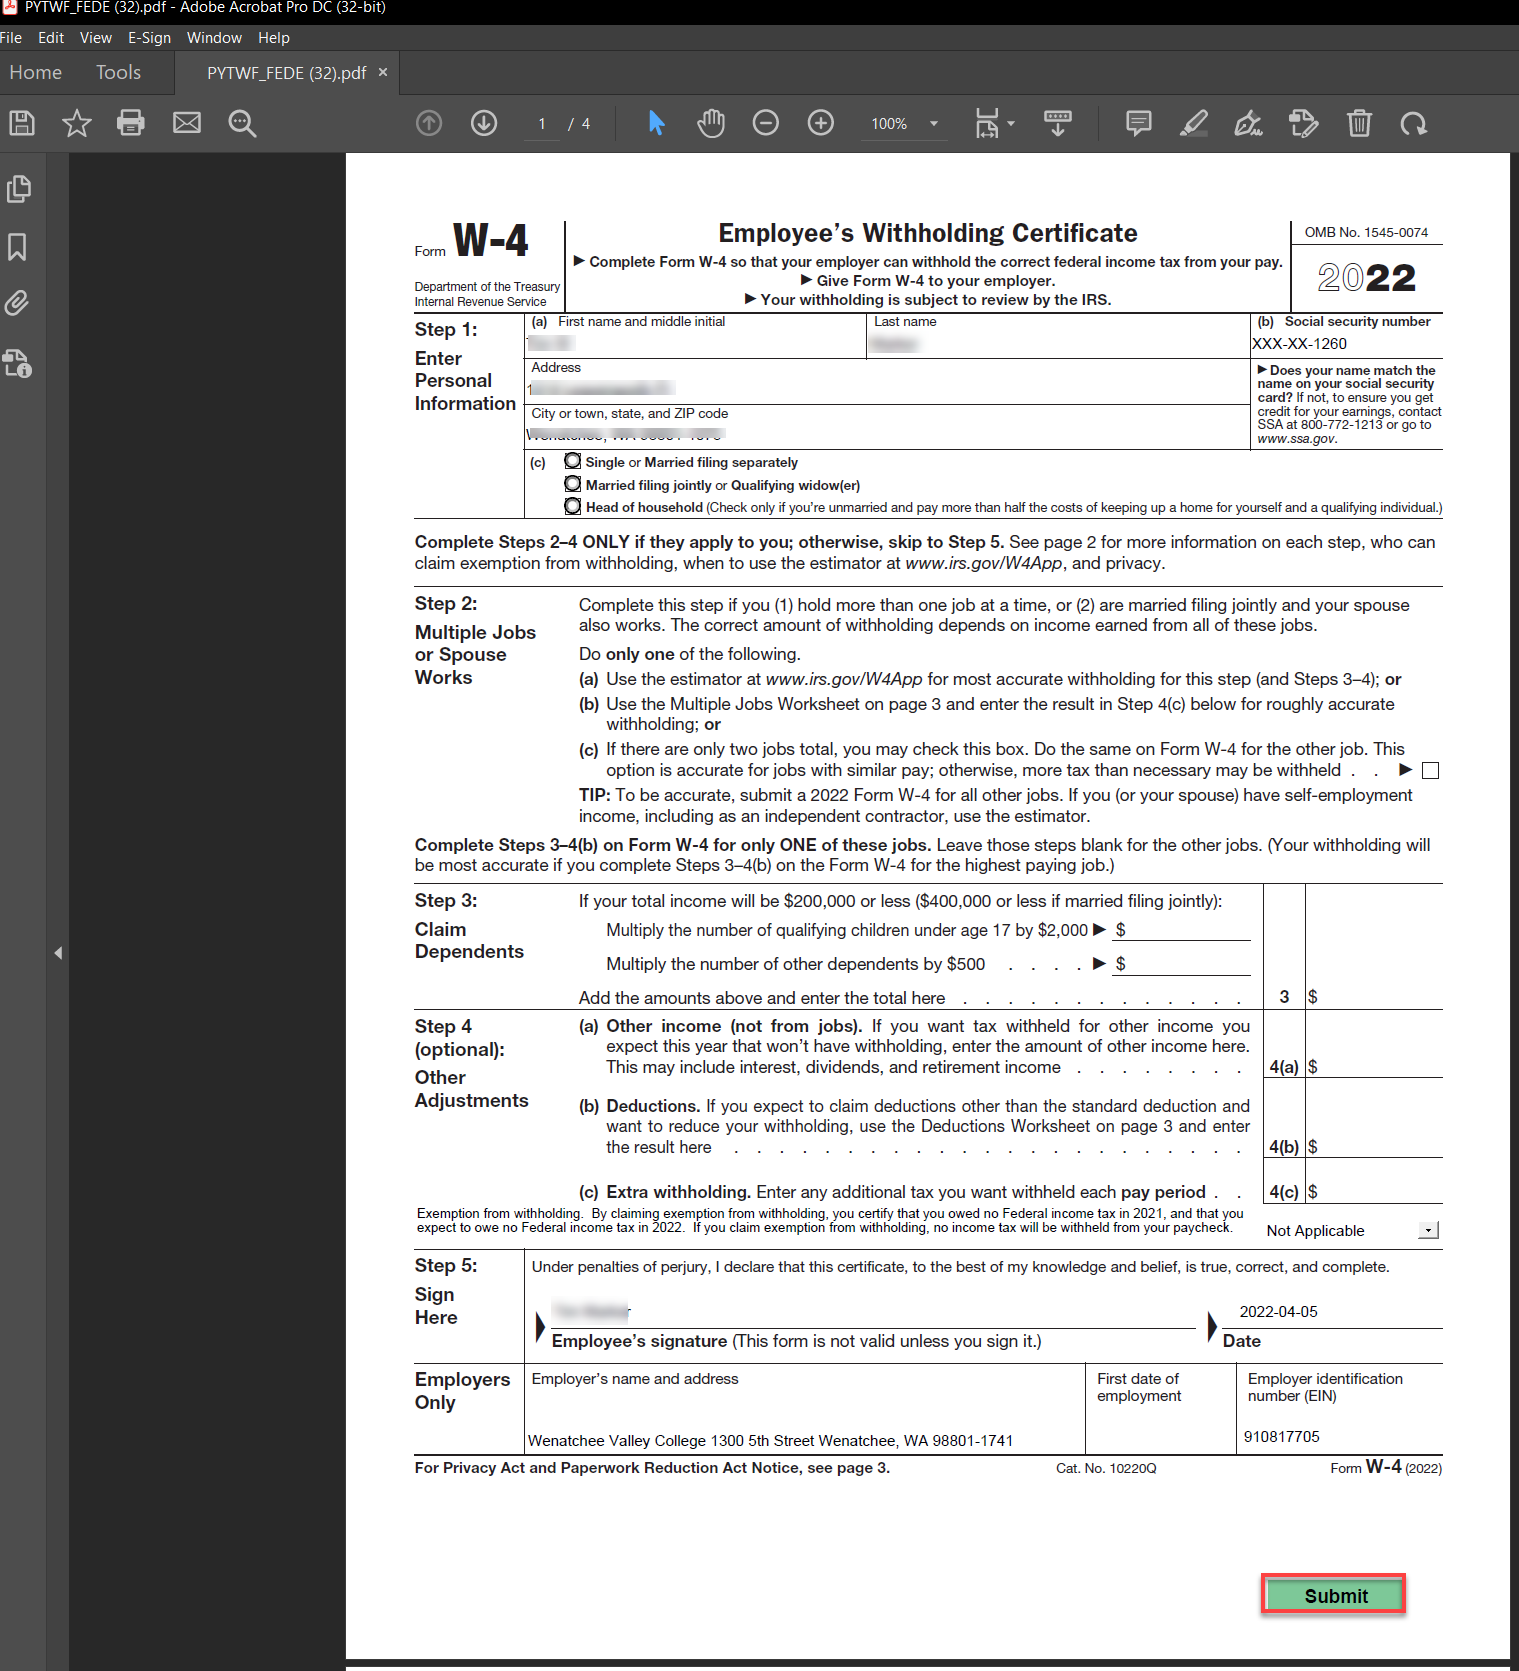 PYTWF_FEDE (32).pdf - Adobe Acrobat Pro DC (32-bit)
File Edit View E-Sign Window Help
Home Tools PYTWF_FEDE (32).pdf ×
1 / 4 100%
Form W-4
Department of the Treasury
Internal Revenue Service
Employee's Withholding Certificate
▶ Complete Form W-4 so that your employer can withhold the correct federal income tax from your pay.
▶ Give Form W-4 to your employer.
▶ Your withholding is subject to review by the IRS.
OMB No. 1545-0074
2022
Step 1:
Enter
Personal
Information
(a) First name and middle initial
Last name
(b) Social security number
XXX-XX-1260
Address
City or town, state, and ZIP code
▶ Does your name match the
name on your social security
card? If not, to ensure you get
credit for your earnings, contact
SSA at 800-772-1213 or go to
www.ssa.gov.
(c) Single or Married filing separately
Married filing jointly or Qualifying widow(er)
Head of household (Check only if you're unmarried and pay more than half the costs of keeping up a home for yourself and a qualifying individual.)
Complete Steps 2–4 ONLY if they apply to you; otherwise, skip to Step 5. See page 2 for more information on each step, who can
claim exemption from withholding, when to use the estimator at www.irs.gov/W4App, and privacy.
Step 2:
Multiple Jobs
or Spouse
Works
Complete this step if you (1) hold more than one job at a time, or (2) are married filing jointly and your spouse
also works. The correct amount of withholding depends on income earned from all of these jobs.
Do only one of the following.
(a) Use the estimator at www.irs.gov/W4App for most accurate withholding for this step (and Steps 3–4); or
(b) Use the Multiple Jobs Worksheet on page 3 and enter the result in Step 4(c) below for roughly accurate
withholding; or
(c) If there are only two jobs total, you may check this box. Do the same on Form W-4 for the other job. This
option is accurate for jobs with similar pay; otherwise, more tax than necessary may be withheld . . ▶
TIP: To be accurate, submit a 2022 Form W-4 for all other jobs. If you (or your spouse) have self-employment
income, including as an independent contractor, use the estimator.
Complete Steps 3–4(b) on Form W-4 for only ONE of these jobs. Leave those steps blank for the other jobs. (Your withholding will
be most accurate if you complete Steps 3–4(b) on the Form W-4 for the highest paying job.)
Step 3:
Claim
Dependents
If your total income will be $200,000 or less ($400,000 or less if married filing jointly):
Multiply the number of qualifying children under age 17 by $2,000 ▶ $
Multiply the number of other dependents by $500 . . . . ▶ $
Add the amounts above and enter the total here . . . . . . . . . . . . . 3 $
Step 4
(optional):
Other
Adjustments
(a) Other income (not from jobs). If you want tax withheld for other income you
expect this year that won't have withholding, enter the amount of other income here.
This may include interest, dividends, and retirement income . . . . . . . . 4(a) $
(b) Deductions. If you expect to claim deductions other than the standard deduction and
want to reduce your withholding, use the Deductions Worksheet on page 3 and enter
the result here . . . . . . . . . . . . . . . . . . . . . . 4(b) $
(c) Extra withholding. Enter any additional tax you want withheld each pay period . . 4(c) $
Exemption from withholding. By claiming exemption from withholding, you certify that you owed no Federal income tax in 2021, and that you
expect to owe no Federal income tax in 2022. If you claim exemption from withholding, no income tax will be withheld from your paycheck.
Not Applicable
Step 5:
Sign
Here
Under penalties of perjury, I declare that this certificate, to the best of my knowledge and belief, is true, correct, and complete.
2022-04-05
Employee's signature (This form is not valid unless you sign it.)
Date
Employers
Only
Employer's name and address
Wenatchee Valley College 1300 5th Street Wenatchee, WA 98801-1741
First date of
employment
Employer identification
number (EIN)
910817705
For Privacy Act and Paperwork Reduction Act Notice, see page 3. Cat. No. 10220Q Form W-4 (2022)
Submit